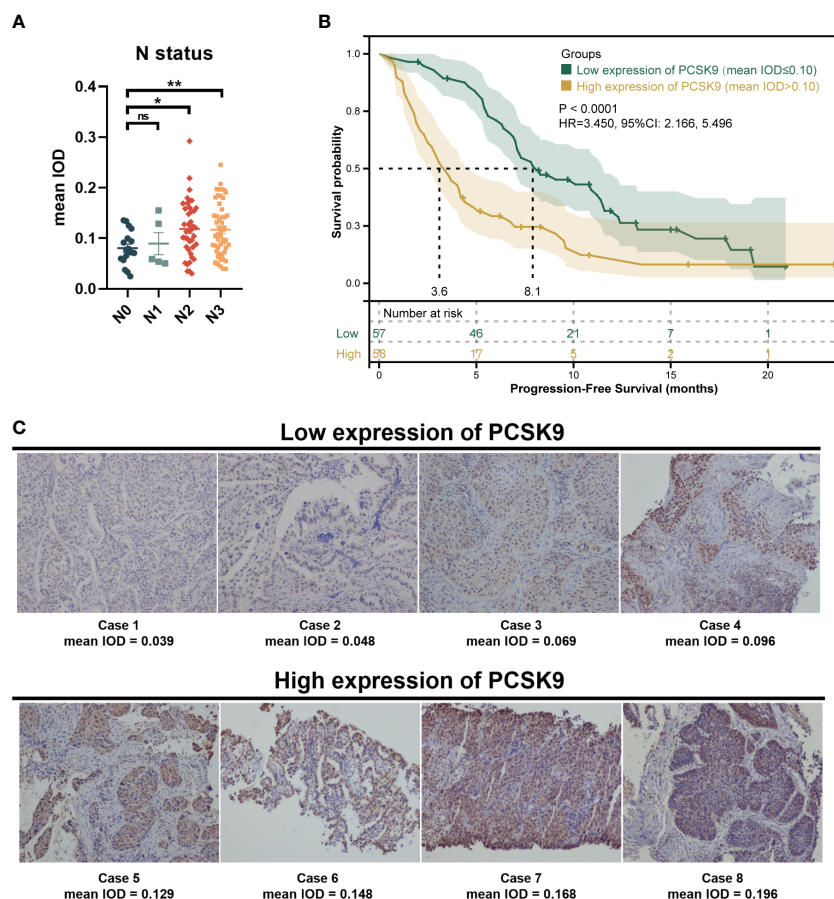 A
N status
mean IOD
0.4
0.3
0.2
0.1
0.0
**
*
ns
N0 N1 N2 N3
B
Survival probability
1.0
0.8
0.5
0.3
0.0
Groups
Low expression of PCSK9 (mean IOD≤0.10)
High expression of PCSK9 (mean IOD>0.10)
P < 0.0001
HR=3.450, 95%CI: 2.166, 5.496
3.6 8.1
Number at risk
Low 57 46 21 7 1
High 58 17 5 2 1
0 5 10 15 20
Progression-Free Survival (months)
C
Low expression of PCSK9
Case 1 Case 2 Case 3 Case 4
mean IOD = 0.039 mean IOD = 0.048 mean IOD = 0.069 mean IOD = 0.096
High expression of PCSK9
Case 5 Case 6 Case 7 Case 8
mean IOD = 0.129 mean IOD = 0.148 mean IOD = 0.168 mean IOD = 0.196